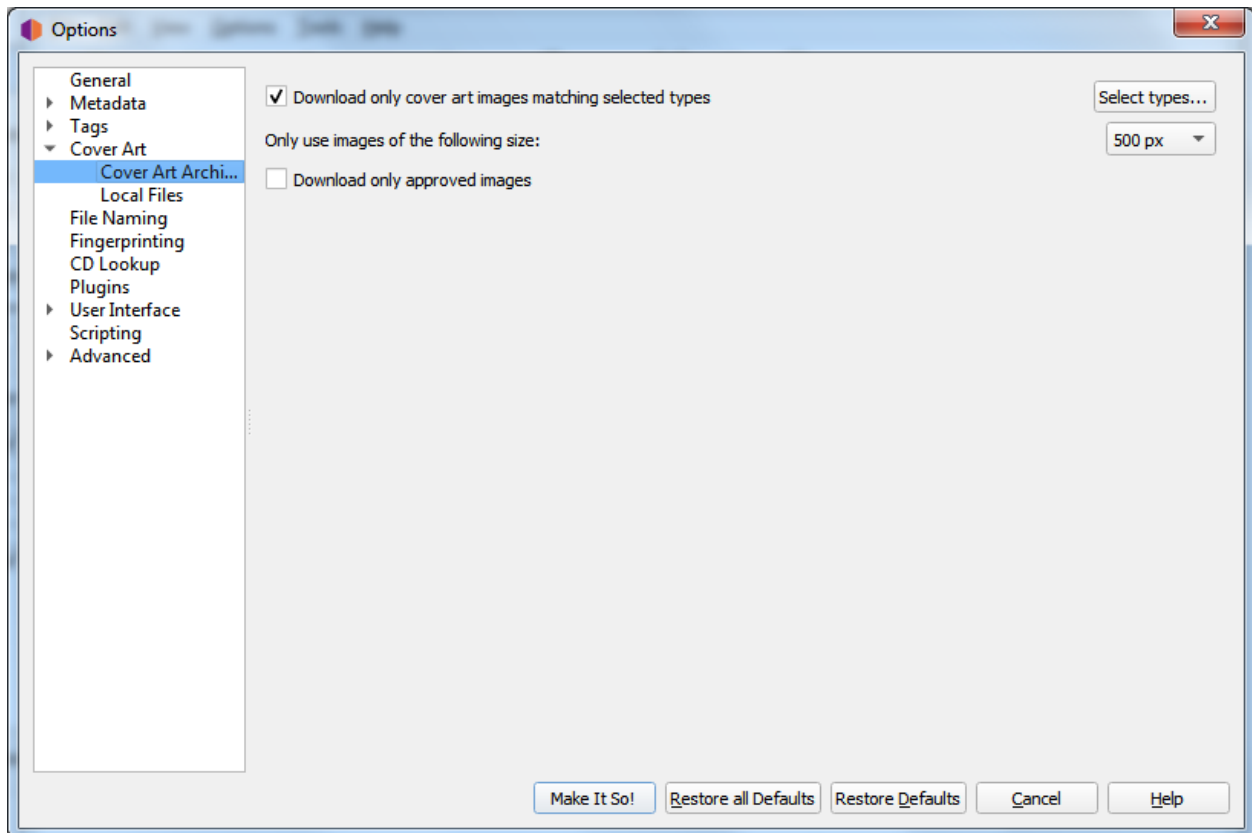 Options
General
Metadata
Tags
Cover Art
Cover Art Archi...
Local Files
File Naming
Fingerprinting
CD Lookup
Plugins
User Interface
Scripting
Advanced
Download only cover art images matching selected types Select types...
Only use images of the following size: 500 px
Download only approved images
Make It So! Restore all Defaults Restore Defaults Cancel Help